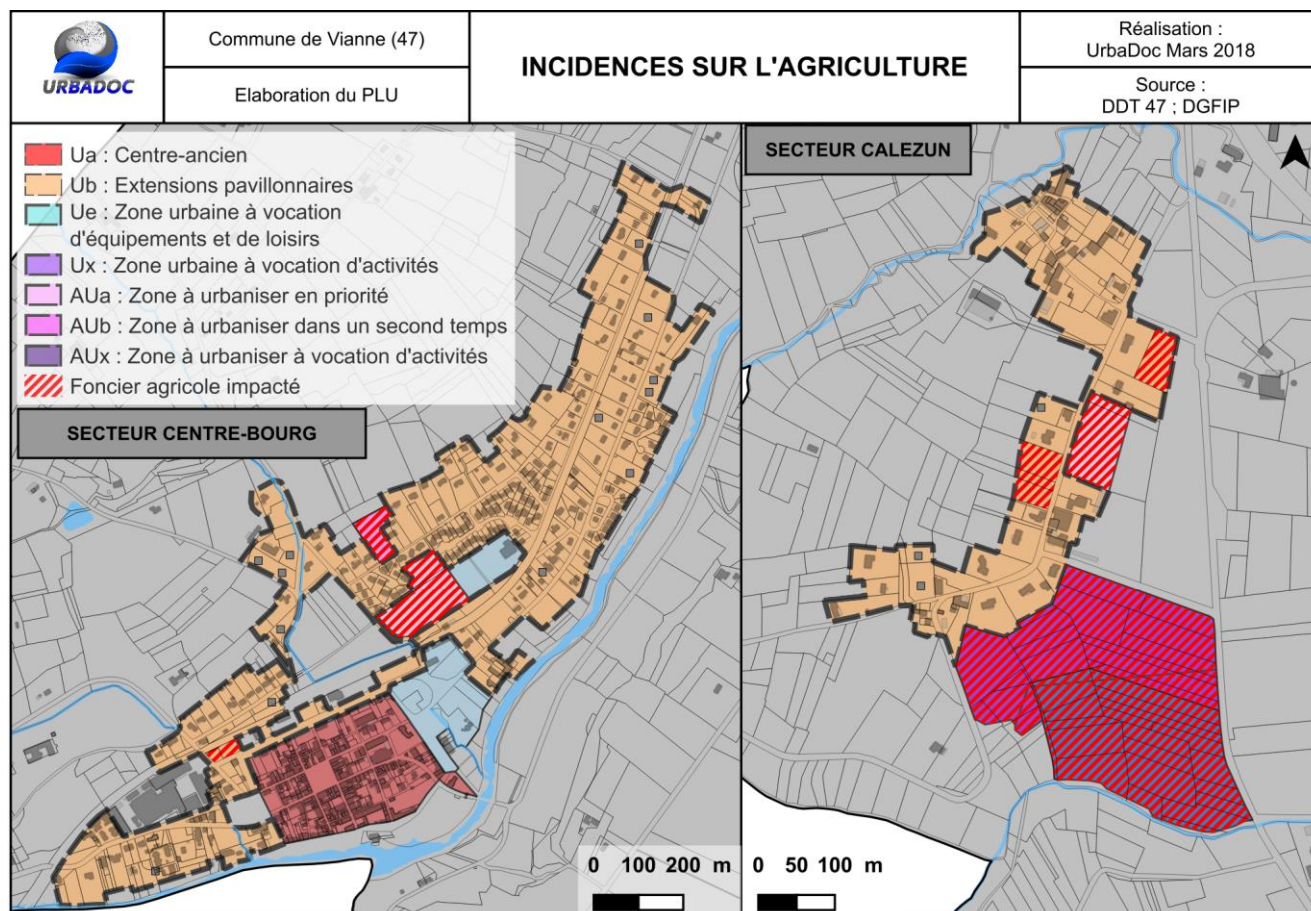 URBADOC
Commune de Vianne (47)
Elaboration du PLU
INCIDENCES SUR L'AGRICULTURE
Réalisation :
UrbaDoc Mars 2018
Source :
DDT 47 ; DGFIP
Ua : Centre-ancien
Ub : Extensions pavillonnaires
Ue : Zone urbaine à vocation
d'équipements et de loisirs
Ux : Zone urbaine à vocation d'activités
AUa : Zone à urbaniser en priorité
AUb : Zone à urbaniser dans un second temps
AUx : Zone à urbaniser à vocation d'activités
Foncier agricole impacté
SECTEUR CENTRE-BOURG
SECTEUR CALEZUN
0 100 200 m
0 50 100 m